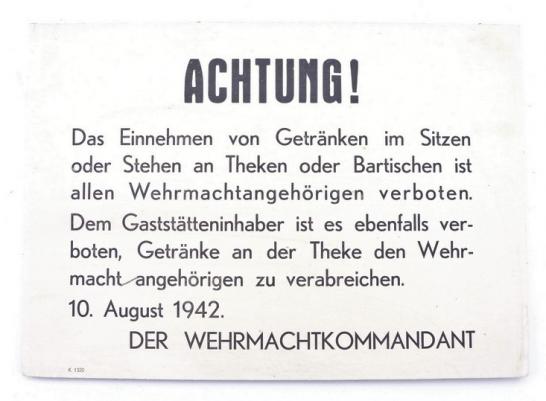 ACHTUNG!
Das Einnehmen von Getränken im Sitzen
oder Stehen an Theken oder Bartischen ist
allen Wehrmachtangehörigen verboten.
Dem Gaststätteninhaber ist es ebenfalls ver-
boten, Getränke an der Theke den Wehr-
macht angehörigen zu verabreichen.
10. August 1942.
DER WEHRMACHTKOMMANDANT
K 1320